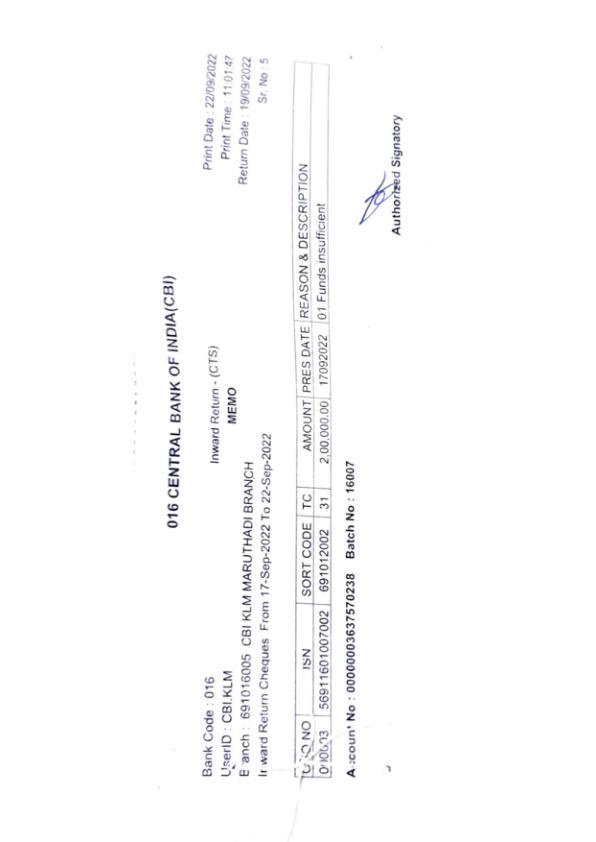 016 CENTRAL BANK OF INDIA(CBI)
Bank Code : 016
Inward Return - (CTS)
Print Date : 22/09/2022
UserID : CBI.KLM
MEMO
Print Time : 11:01:47
Branch : 691016005 CBI KLM MARUTHADI BRANCH
Return Date : 19/09/2022
Inward Return Cheques From 17-Sep-2022 To 22-Sep-2022
Sr. No : 5
NO ISN SORT CODE TC AMOUNT PRES DATE REASON & DESCRIPTION
56911601007002 691012002 31 2,00,000.00 17092022 01 Funds insufficient
Account No : 00000003637570238 Batch No : 16007
Authorized Signatory